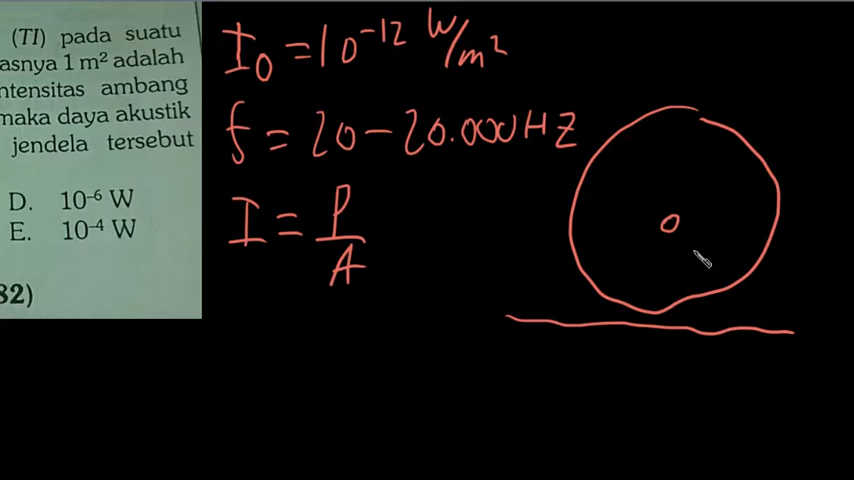 (TI) pada suatu
asnya 1 m² adalah
ntensitas ambang
maka daya akustik
jendela tersebut
D. 10⁻⁶ W
E. 10⁻⁴ W
82)
I₀ = 10⁻¹² W/m²
f = 20 - 20.000 HZ
I = P/A